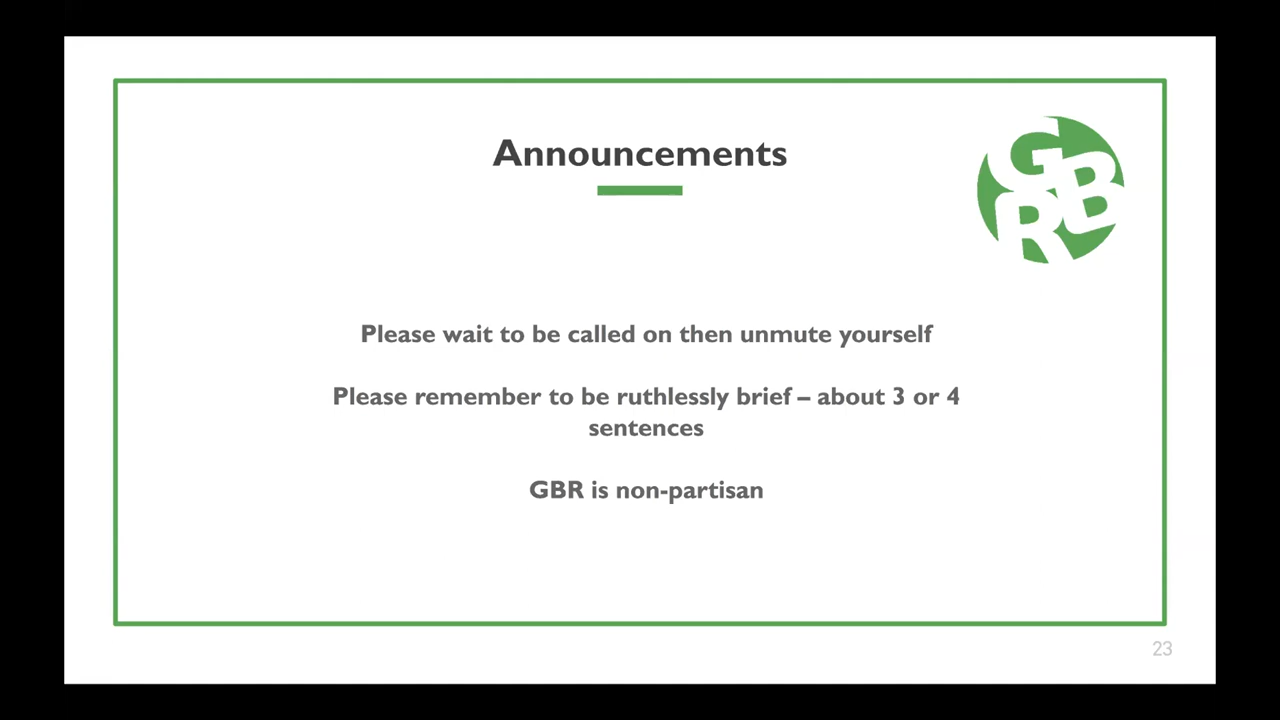 Announcements
GBR
Please wait to be called on then unmute yourself
Please remember to be ruthlessly brief – about 3 or 4
sentences
GBR is non-partisan
23